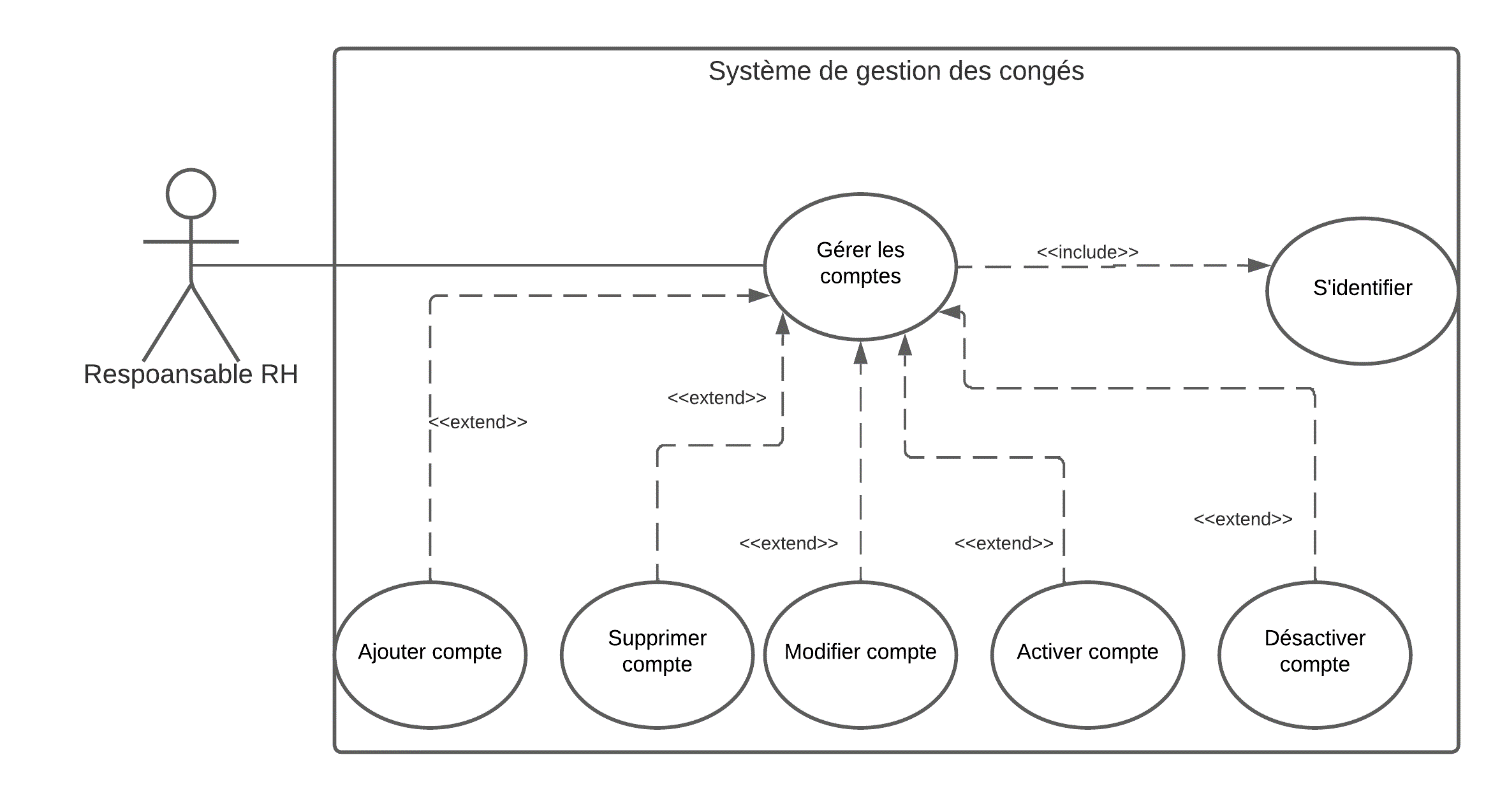 Système de gestion des congés
Gérer les
comptes
<<include>>
S'identifier
Respoansable RH
<<extend>>
<<extend>>
<<extend>>
<<extend>>
<<extend>>
Ajouter compte
Supprimer
compte
Modifier compte
Activer compte
Désactiver
compte